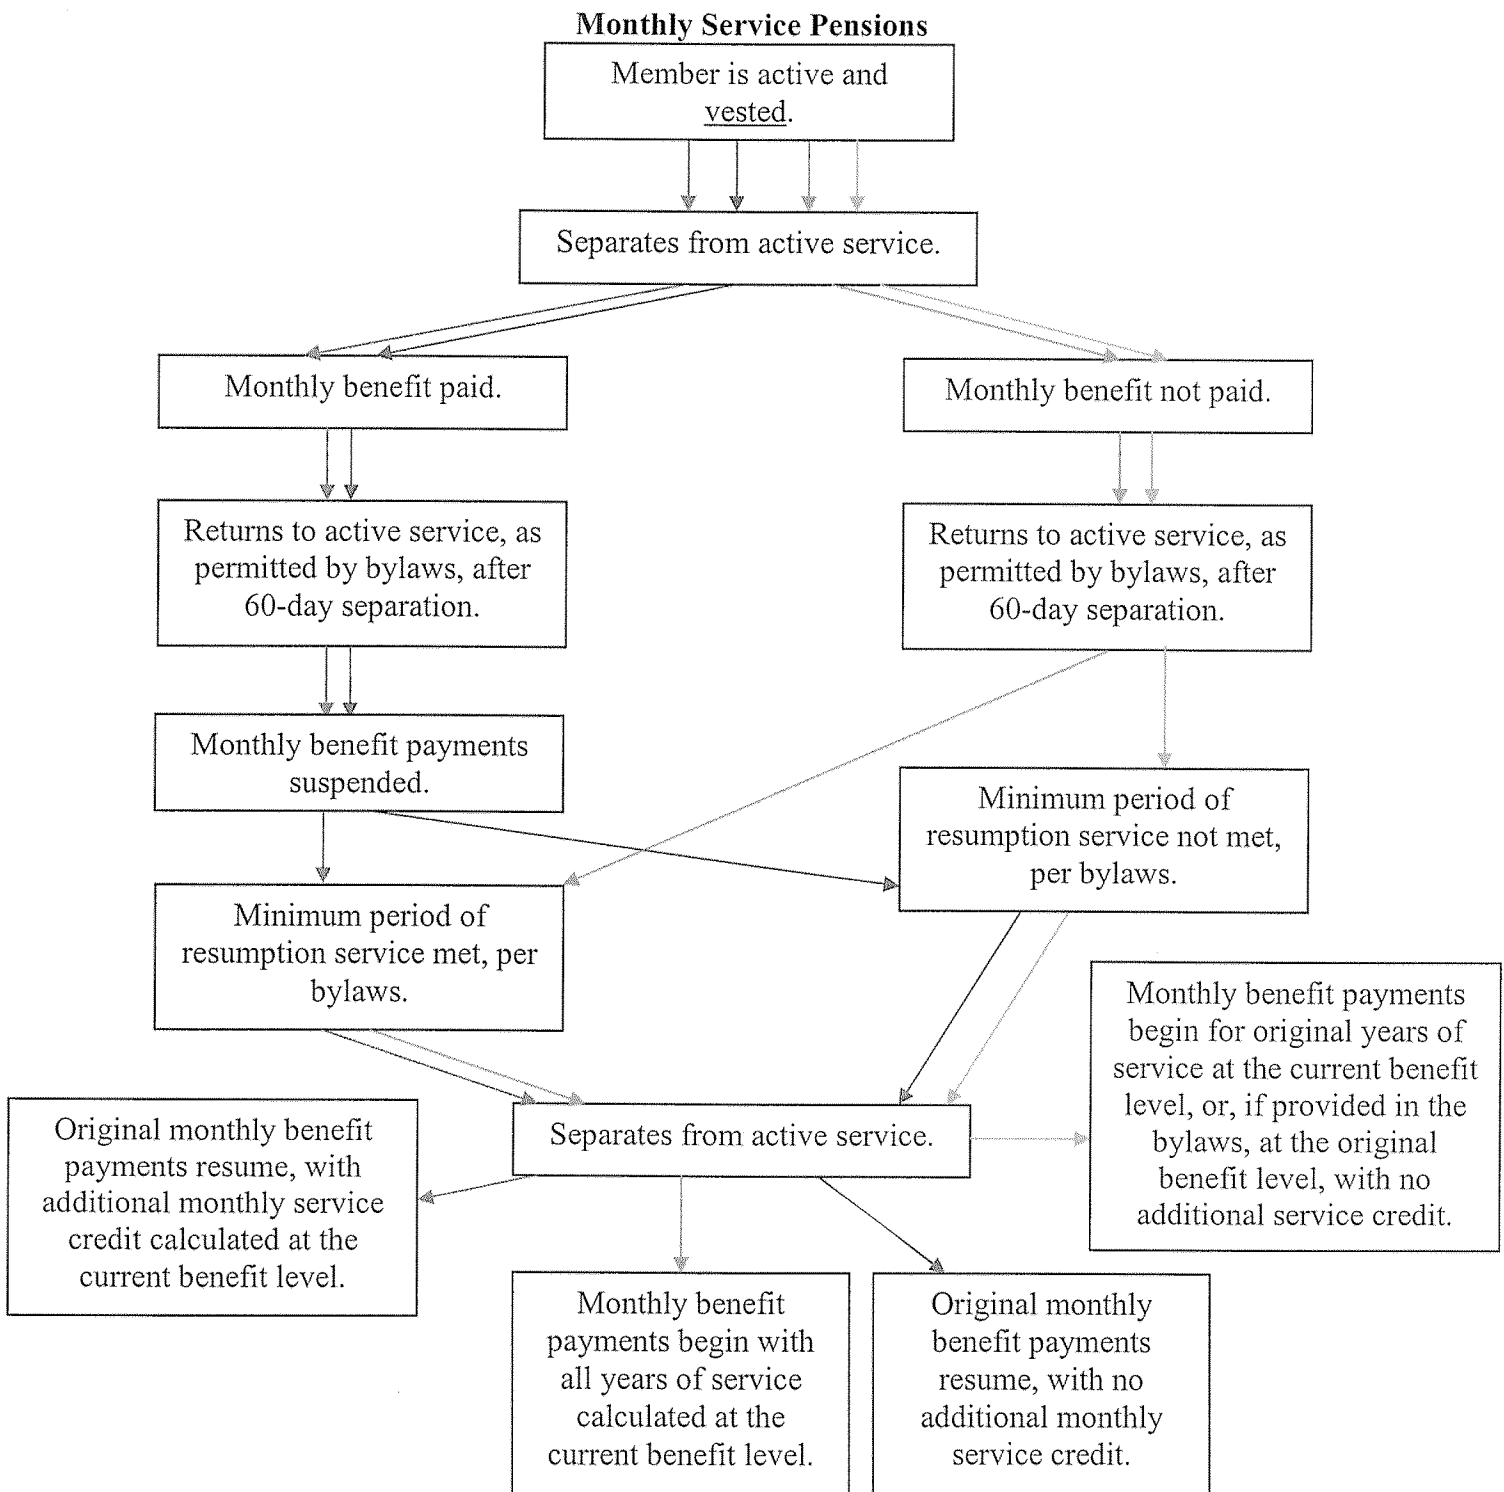 Monthly Service Pensions
Member is active and
vested.
Separates from active service.
Monthly benefit paid.
Monthly benefit not paid.
Returns to active service, as
permitted by bylaws, after
60-day separation.
Returns to active service, as
permitted by bylaws, after
60-day separation.
Monthly benefit payments
suspended.
Minimum period of
resumption service not met,
per bylaws.
Minimum period of
resumption service met, per
bylaws.
Monthly benefit payments
begin for original years of
service at the current benefit
level, or, if provided in the
bylaws, at the original
benefit level, with no
additional service credit.
Separates from active service.
Original monthly benefit
payments resume, with
additional monthly service
credit calculated at the
current benefit level.
Monthly benefit
payments begin with
all years of service
calculated at the
current benefit level.
Original monthly
benefit payments
resume, with no
additional monthly
service credit.